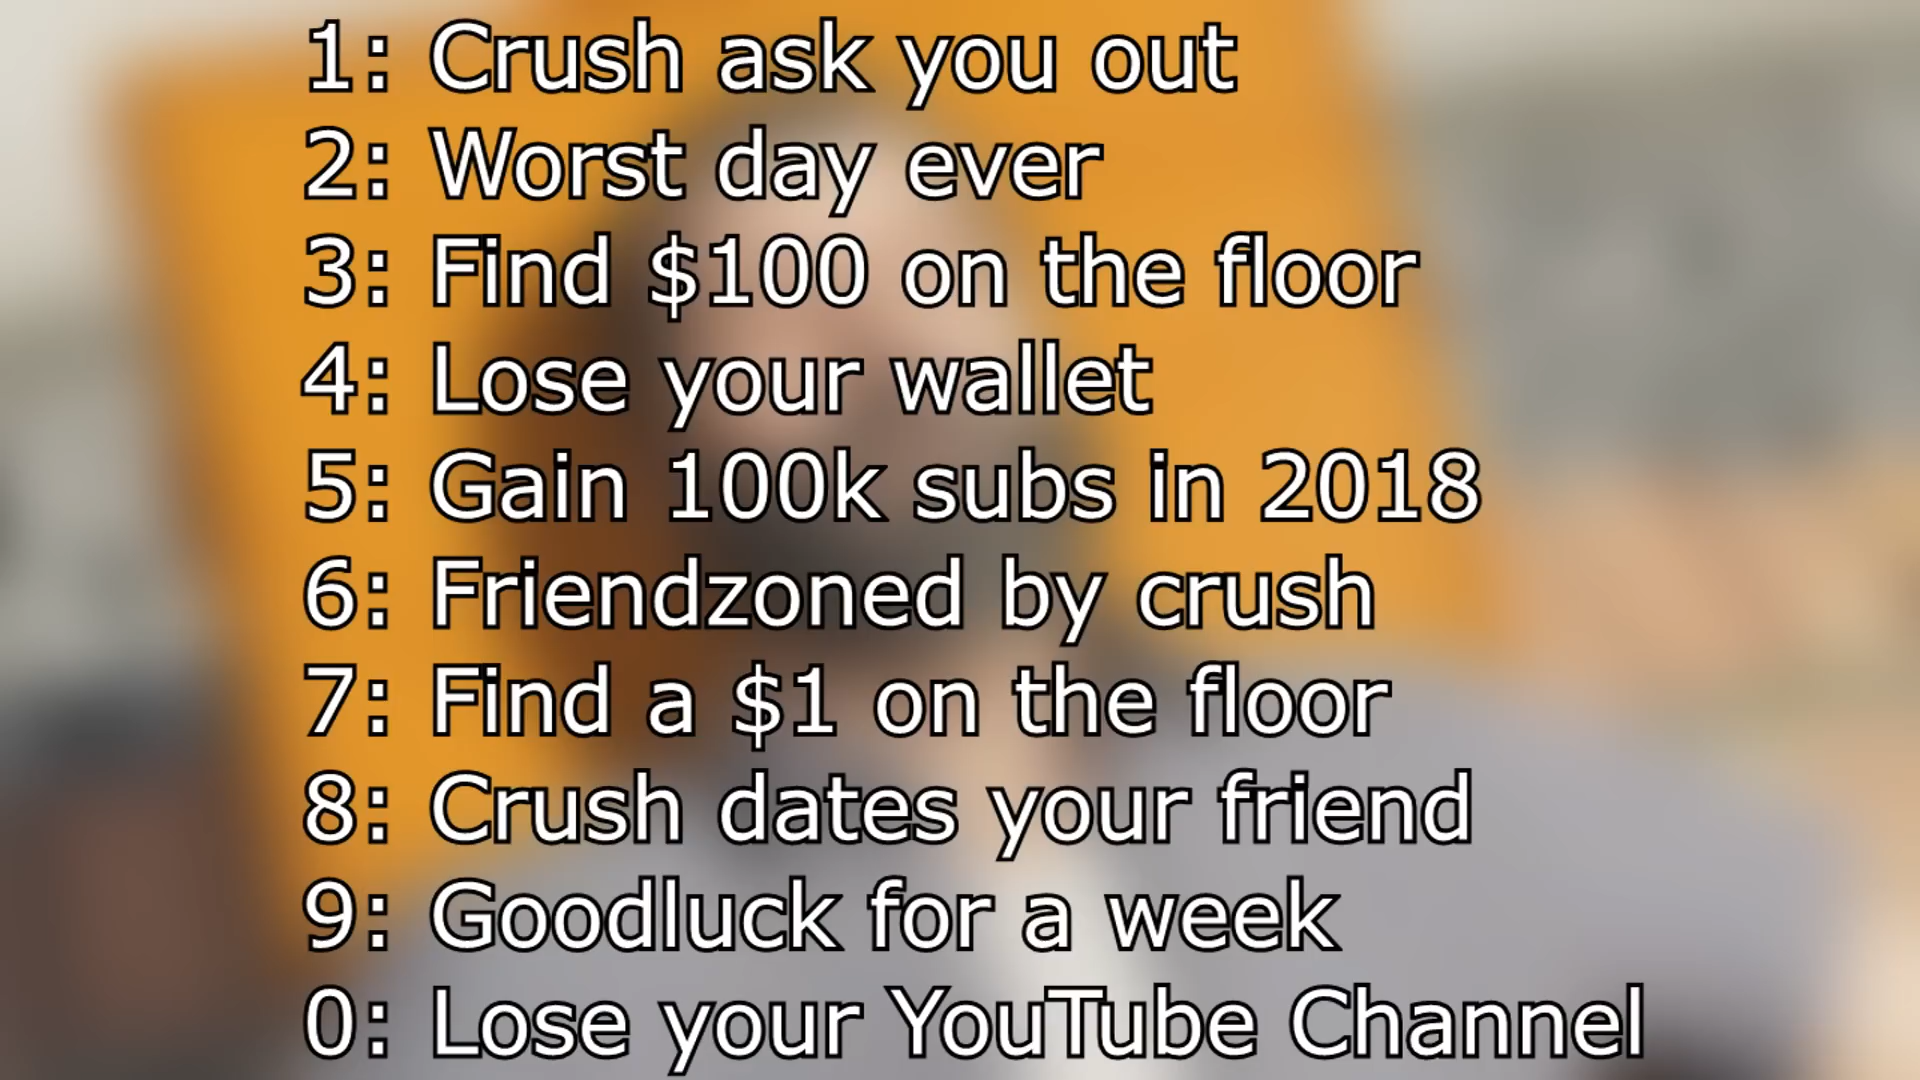 1: Crush ask you out
2: Worst day ever
3: Find $100 on the floor
4: Lose your wallet
5: Gain 100k subs in 2018
6: Friendzoned by crush
7: Find a $1 on the floor
8: Crush dates your friend
9: Goodluck for a week
0: Lose your YouTube Channel